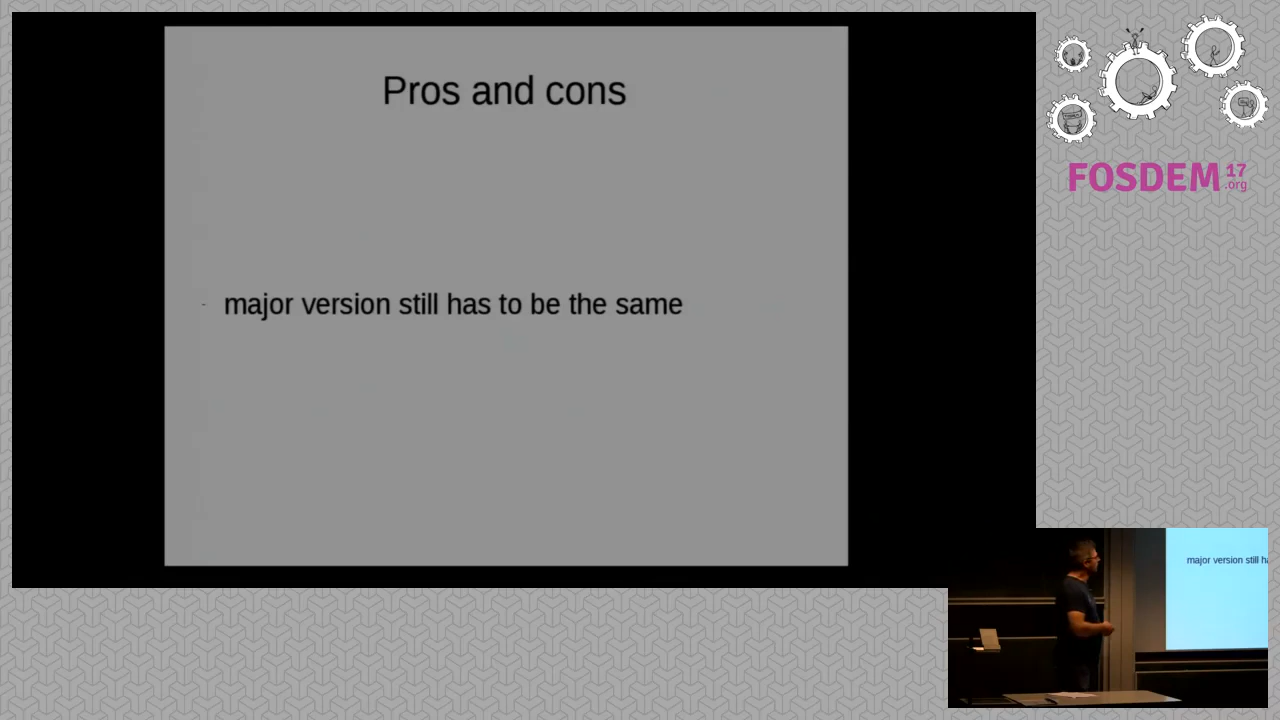 Pros and cons
- major version still has to be the same
FOSDEM 17
.org
major version still ha